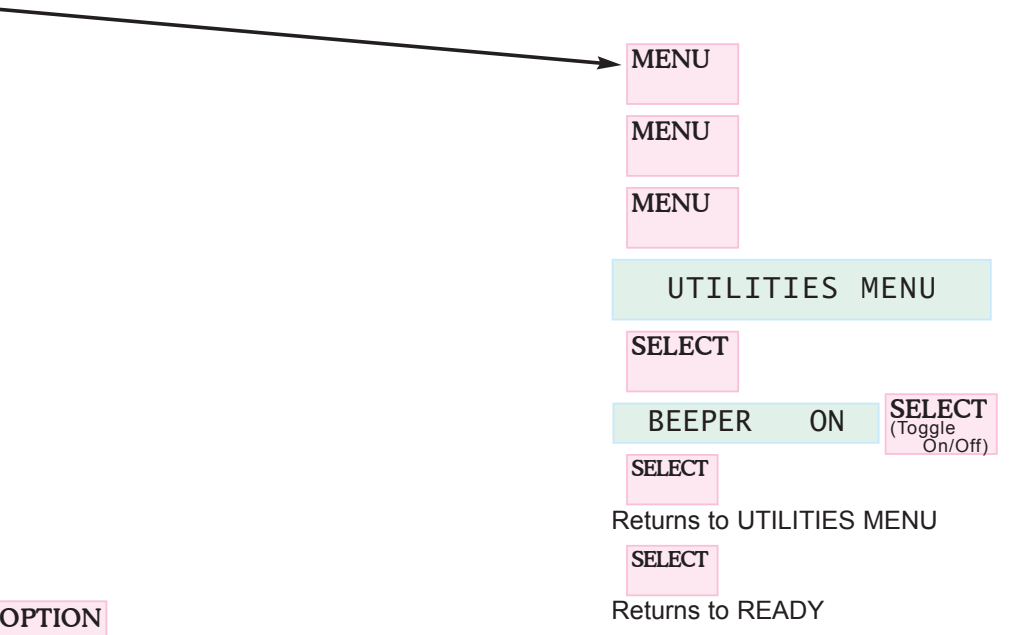 MENU
MENU
MENU
UTILITIES MENU
SELECT
BEEPER ON
SELECT
(Toggle
On/Off)
SELECT
Returns to UTILITIES MENU
SELECT
Returns to READY
OPTION